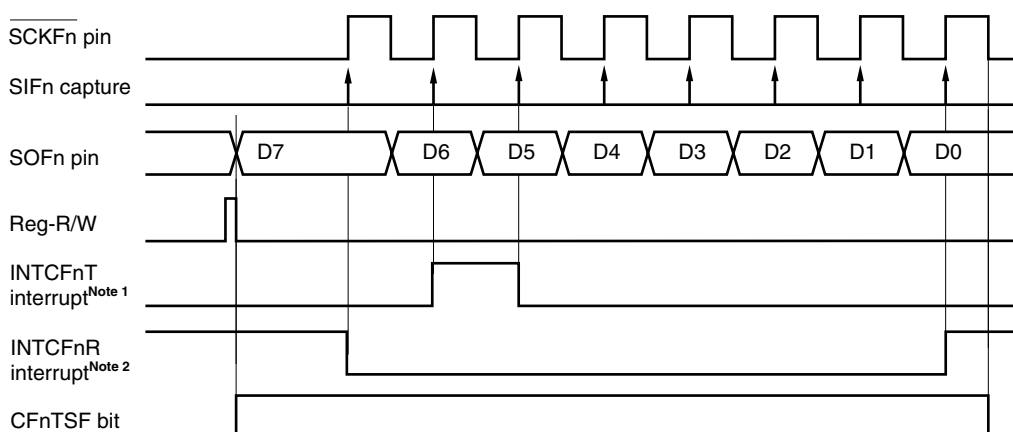 SCKFn pin
SIFn capture
SOFn pin D7 D6 D5 D4 D3 D2 D1 D0
Reg-R/W
INTCFnT
interruptNote 1
INTCFnR
interruptNote 2
CFnTSF bit